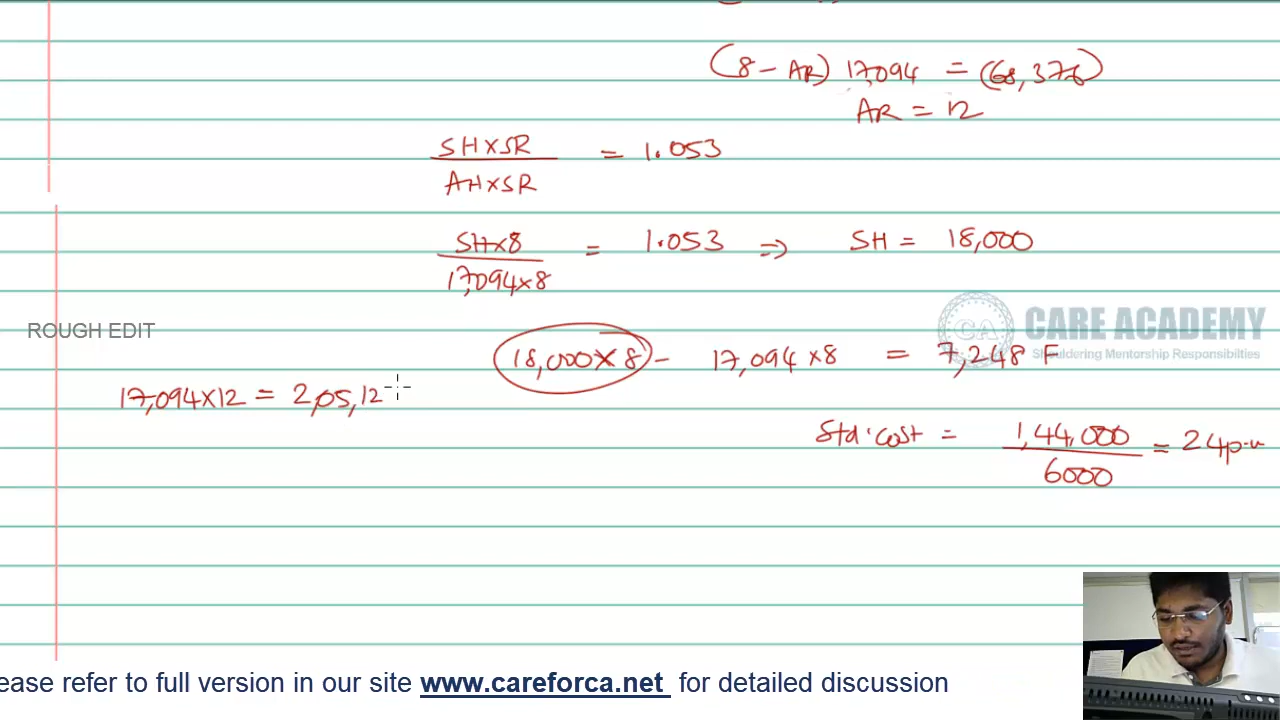 (8 - AR) 17,094 = (68,376)
AR = 12
SH x SR / AH x SR = 1.053
SH x 8 / 17,094 x 8 = 1.053 ⇒ SH = 18,000
ROUGH EDIT
CARE ACADEMY
Shouldering Mentorship Responsibilities
CA
18,000 x 8 - 17,094 x 8 = 7,248 F
17,094 x 12 = 2,05,12
Std. cost = 1,44,000 / 6000 = 24 p.u
ease refer to full version in our site www.careforca.net for detailed discussion